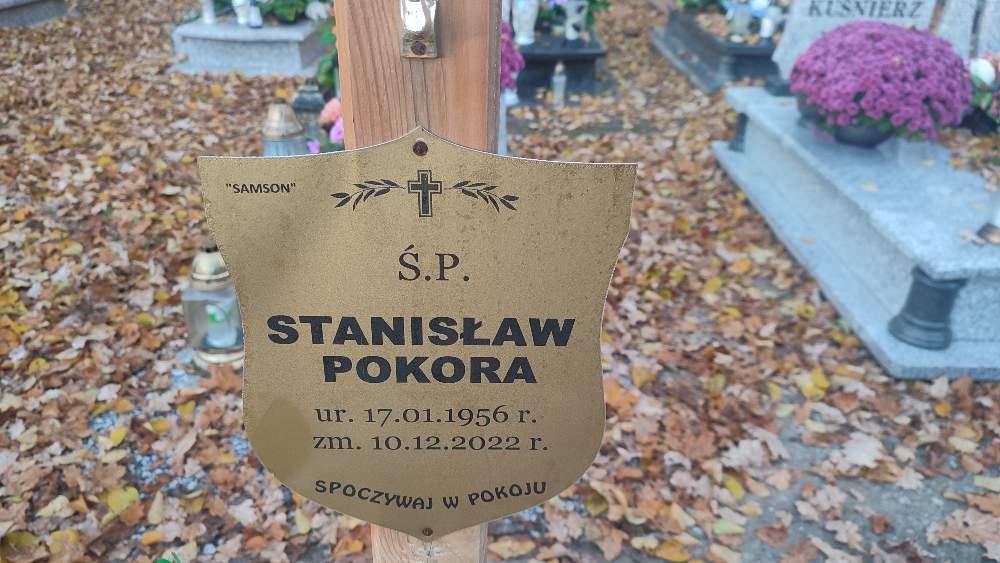 KUŚNIERZ
"SAMSON"
Ś.P.
STANISŁAW
POKORA
ur. 17.01.1956 r.
zm. 10.12.2022 r.
SPOCZYWAJ W POKOJU